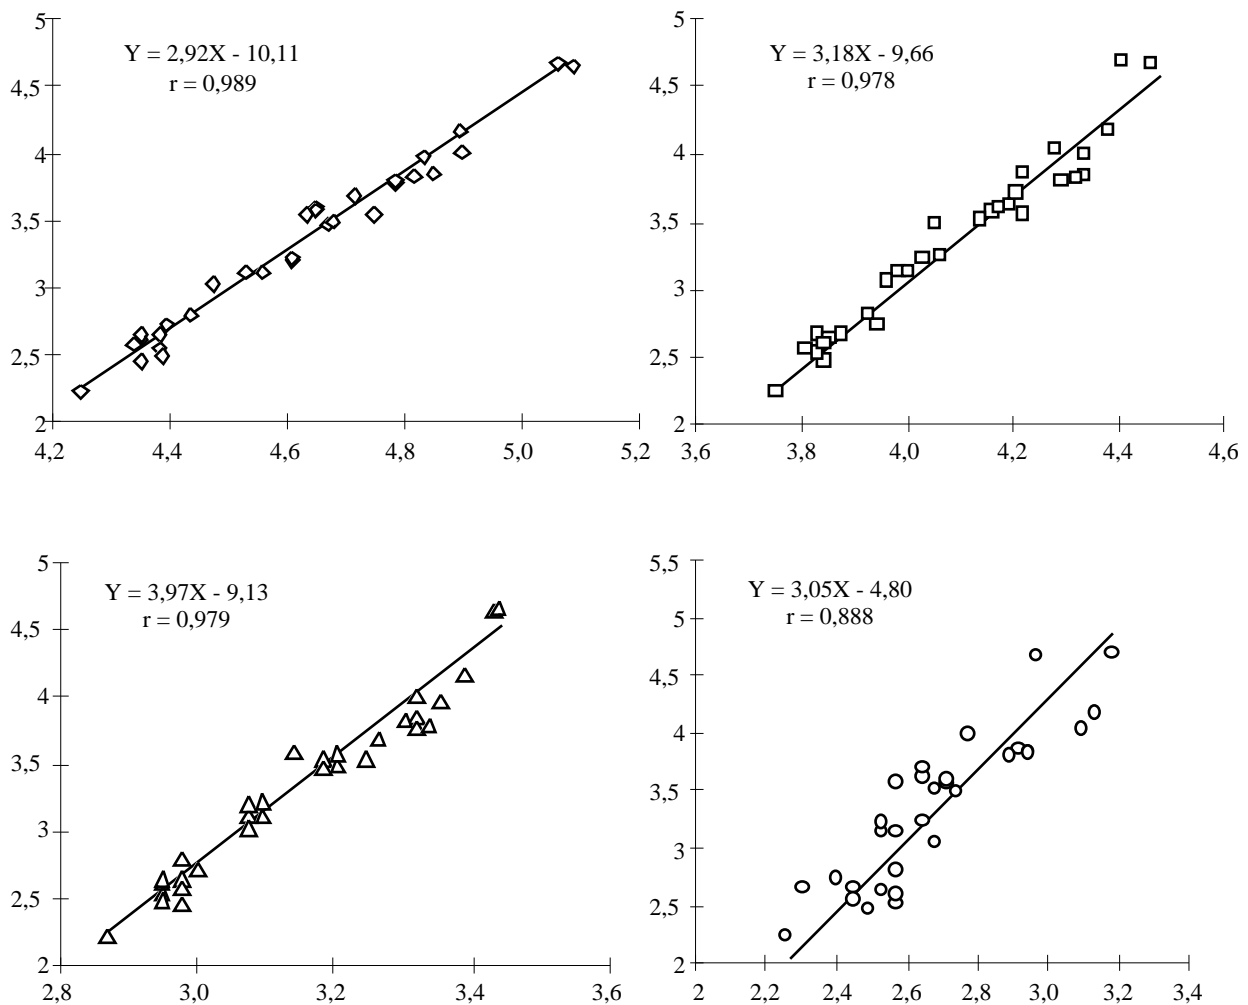 5
Y = 2,92X - 10,11
r = 0,989
4,5
4
3,5
3
2,5
2
4,2 4,4 4,6 4,8 5,0 5,2
5
Y = 3,18X - 9,66
r = 0,978
4,5
4
3,5
3
2,5
2
3,6 3,8 4,0 4,2 4,4 4,6
5
Y = 3,97X - 9,13
r = 0,979
4,5
4
3,5
3
2,5
2
2,8 3,0 3,2 3,4 3,6
5,5
Y = 3,05X - 4,80
r = 0,888
5
4,5
4
3,5
3
2,5
2
2 2,2 2,4 2,6 2,8 3,0 3,2 3,4